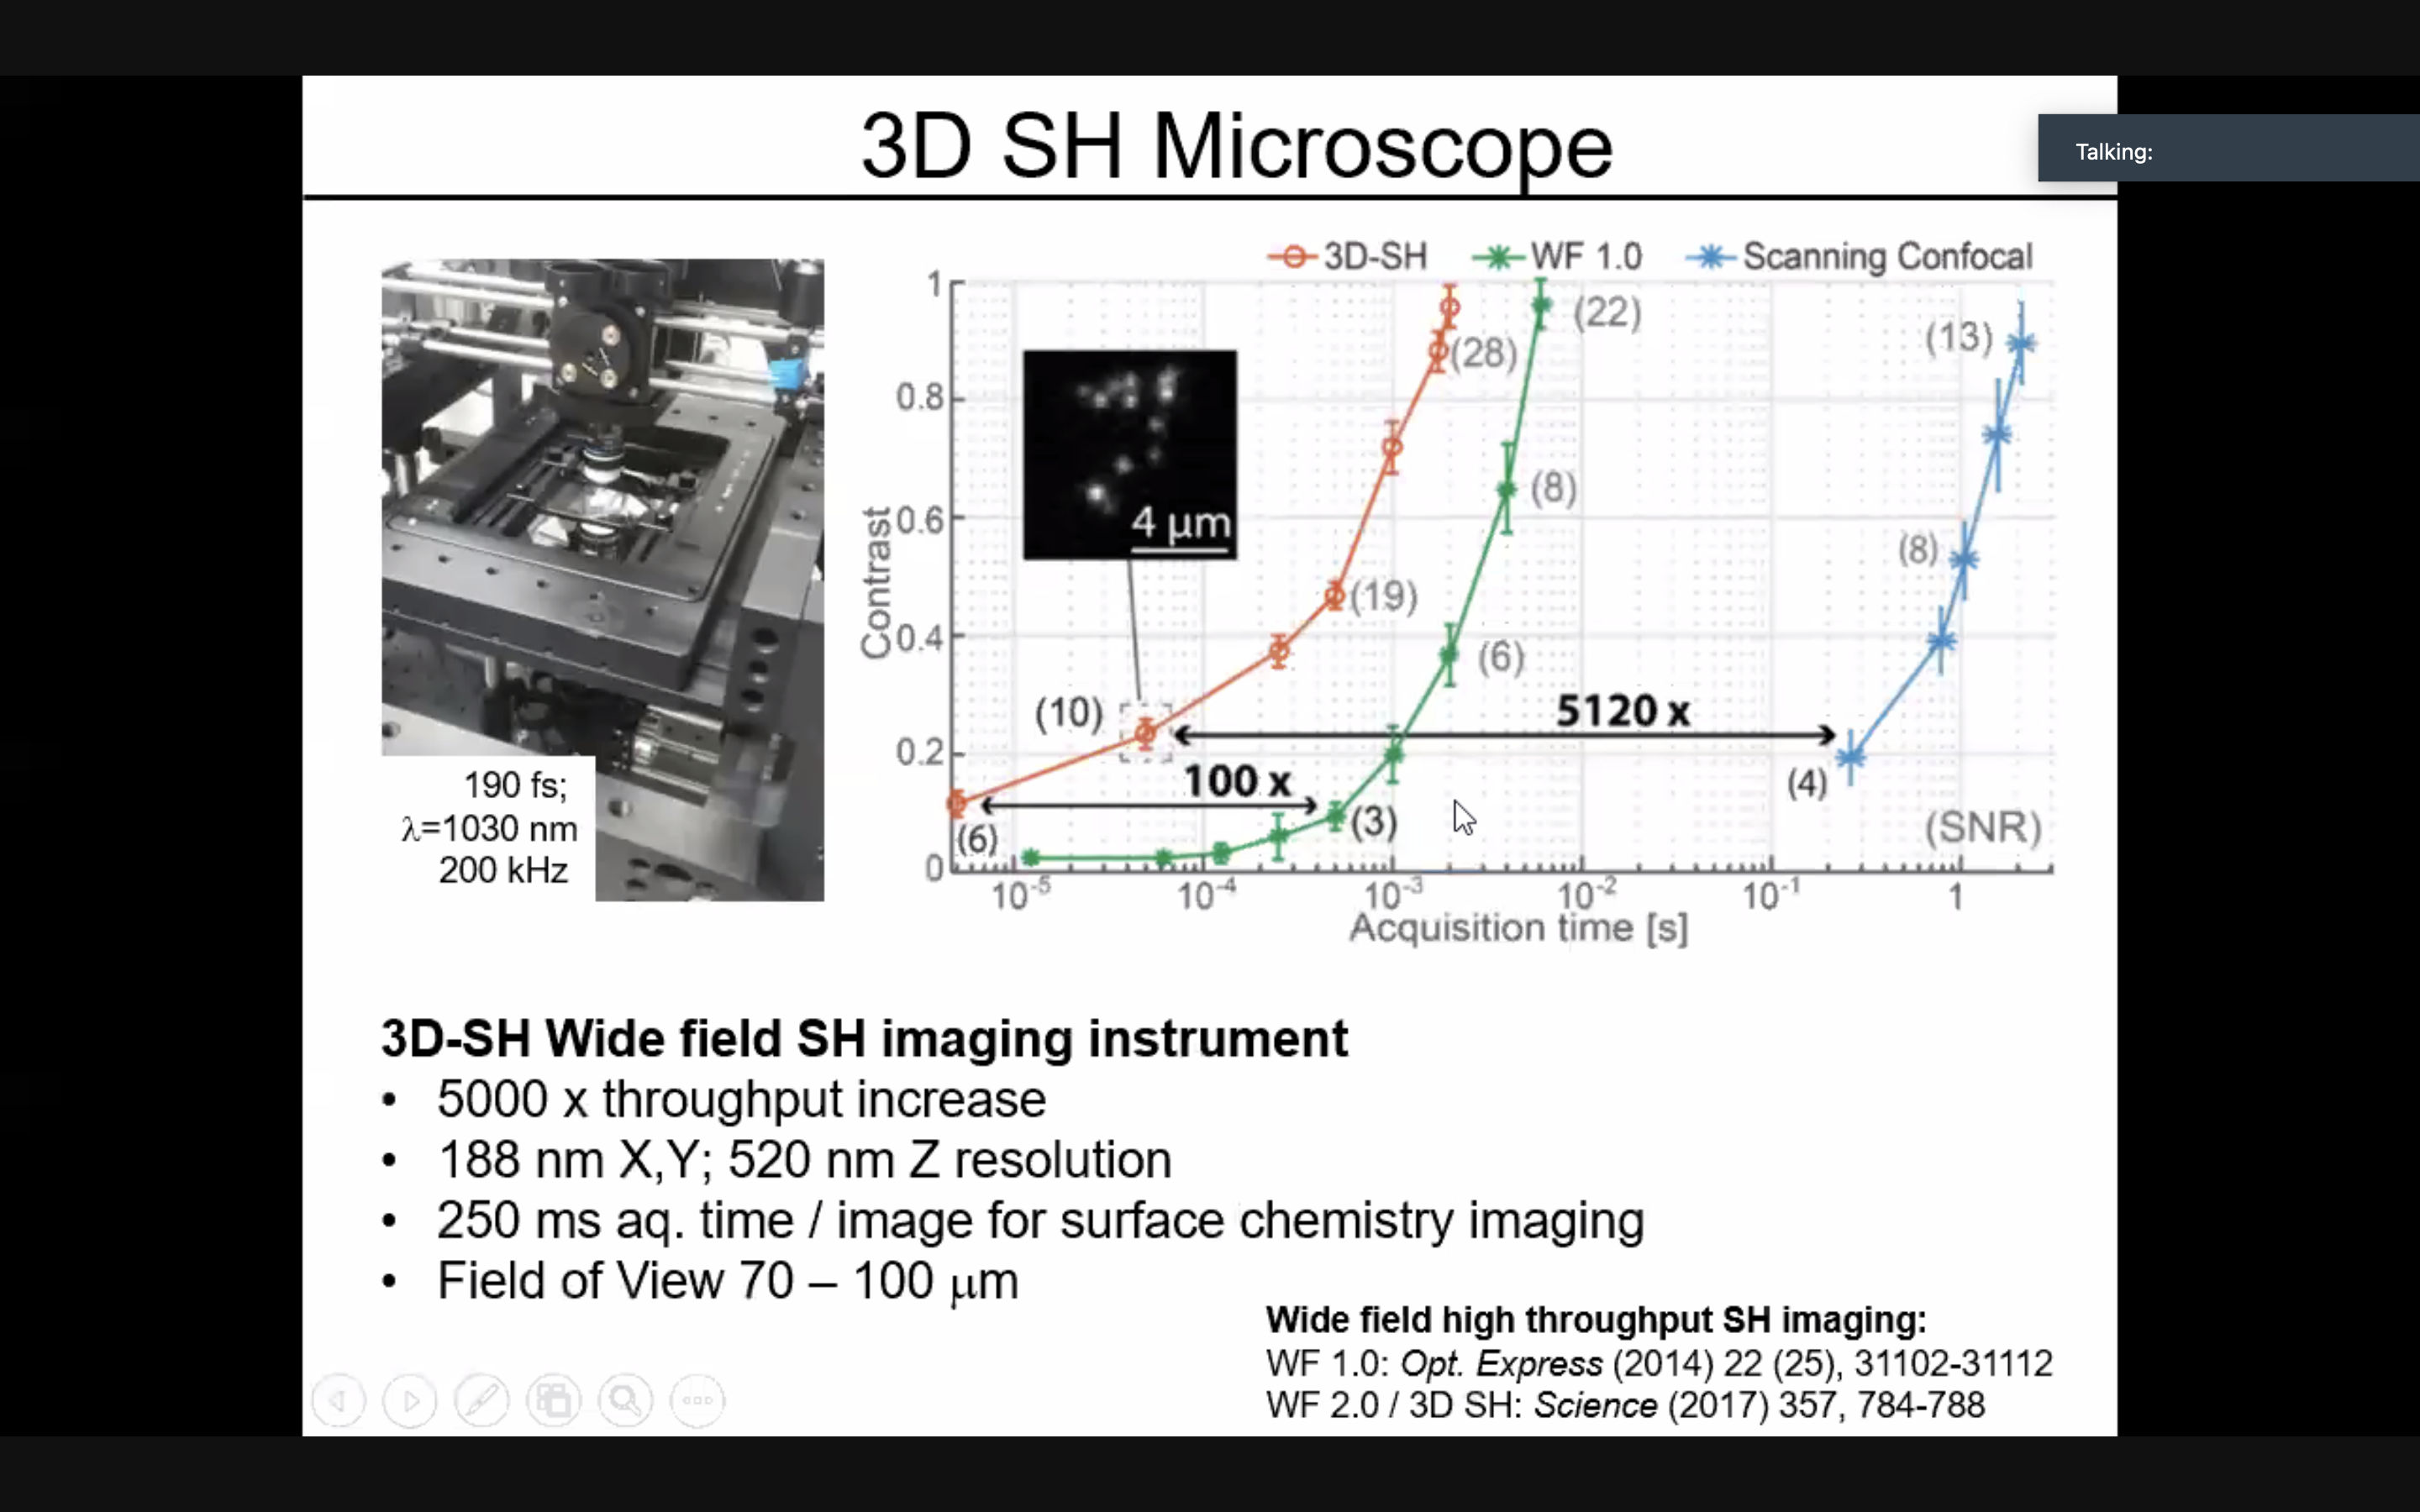 3D SH Microscope
Talking:
3D-SH WF 1.0 Scanning Confocal
1
0.8
0.6
0.4
0.2
0
Contrast
(22)
(28)
(13)
(8)
(8)
(19)
(6)
(10)
(6)
(3)
(4)
4 μm
5120 x
100 x
(SNR)
10-5 10-4 10-3 10-2 10-1 1
Acquisition time [s]
190 fs;
λ=1030 nm
200 kHz
3D-SH Wide field SH imaging instrument
• 5000 x throughput increase
• 188 nm X,Y; 520 nm Z resolution
• 250 ms aq. time / image for surface chemistry imaging
• Field of View 70 – 100 μm
Wide field high throughput SH imaging:
WF 1.0: Opt. Express (2014) 22 (25), 31102-31112
WF 2.0 / 3D SH: Science (2017) 357, 784-788